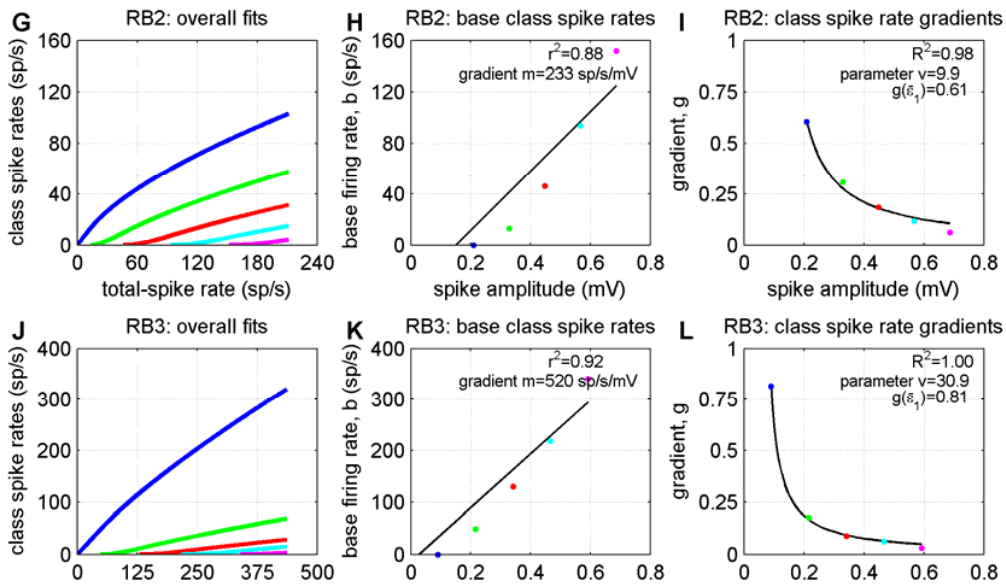 G RB2: overall fits
160
120
80
40
0
class spike rates (sp/s)
0 60 120 180 240
total-spike rate (sp/s)
H RB2: base class spike rates
160
120
80
40
0
base firing rate, b (sp/s)
r²=0.88
gradient m=233 sp/s/mV
0 0.2 0.4 0.6 0.8
spike amplitude (mV)
I RB2: class spike rate gradients
1
0.75
0.5
0.25
0
gradient, g
R²=0.98
parameter v=9.9
g(ε̄₁)=0.61
0 0.2 0.4 0.6 0.8
spike amplitude (mV)
J RB3: overall fits
400
300
200
100
0
class spike rates (sp/s)
0 125 250 375 500
K RB3: base class spike rates
400
300
200
100
0
base firing rate, b (sp/s)
r²=0.92
gradient m=520 sp/s/mV
0 0.2 0.4 0.6 0.8
L RB3: class spike rate gradients
1
0.75
0.5
0.25
0
gradient, g
R²=1.00
parameter v=30.9
g(ε̄₁)=0.81
0 0.2 0.4 0.6 0.8